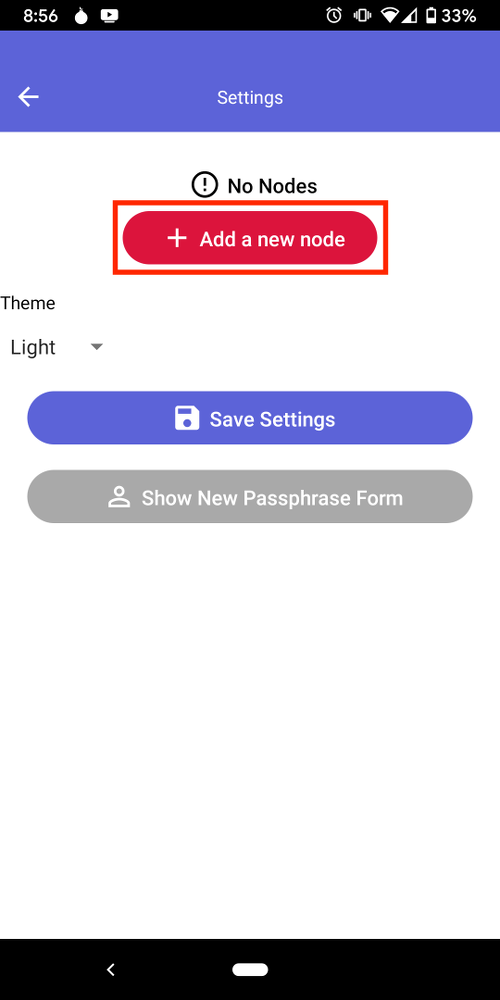 8:56
33%
Settings
No Nodes
Add a new node
Theme
Light
Save Settings
Show New Passphrase Form